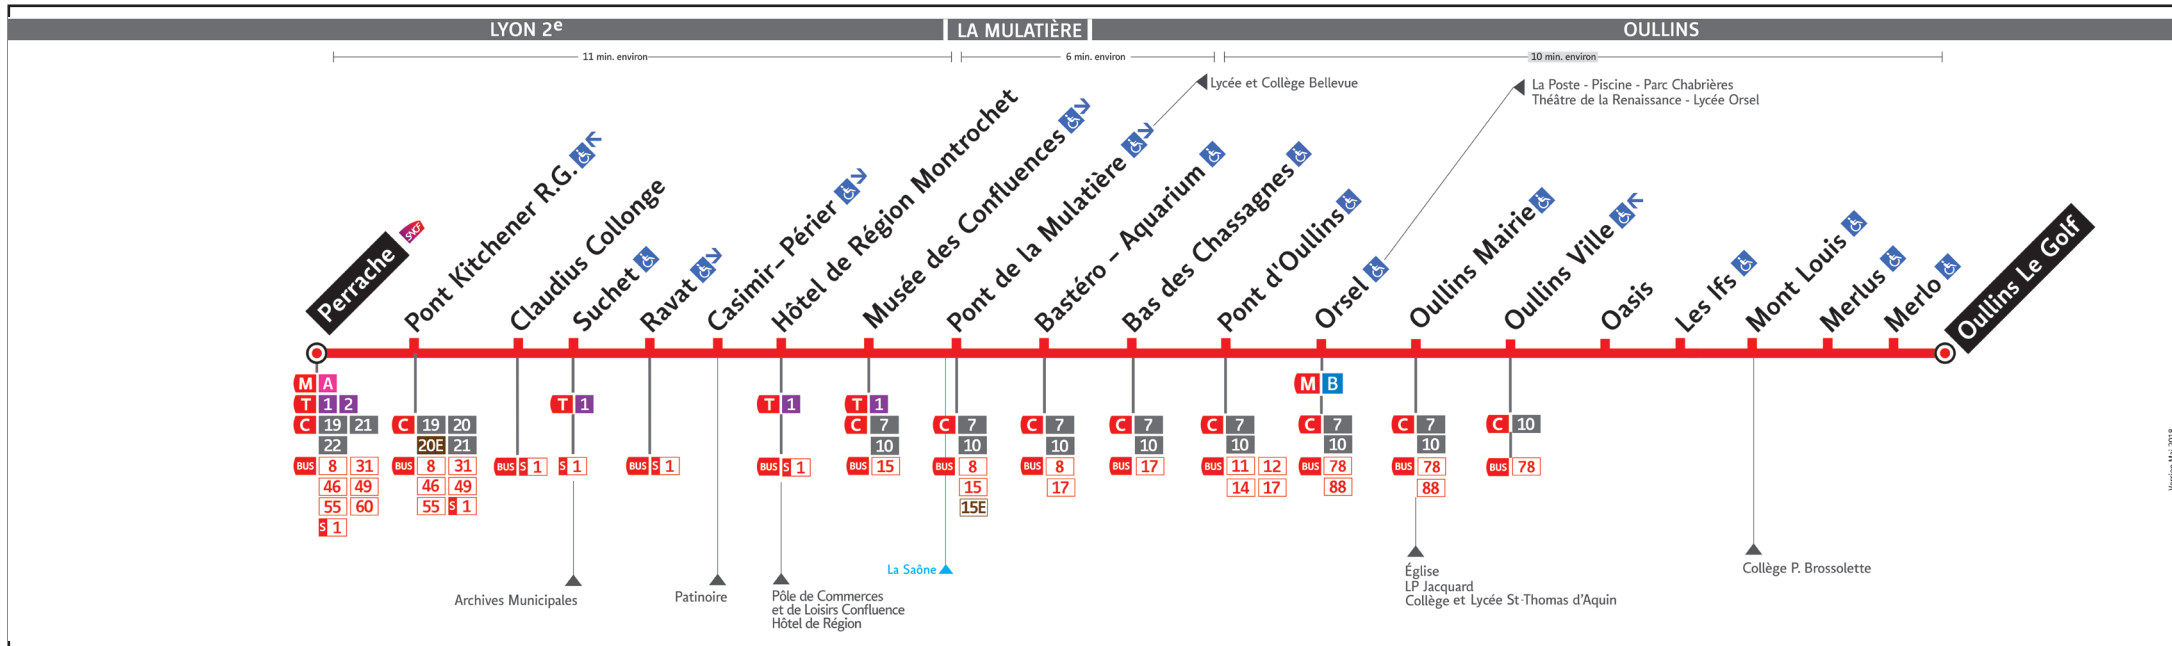 LYON 2e
LA MULATIÈRE
OULLINS
11 min. environ
6 min. environ
10 min. environ
Lycée et Collège Bellevue
La Poste - Piscine - Parc Chabrières
Théâtre de la Renaissance - Lycée Orsel
Perrache SNCF
Pont Kitchener R.G.
Claudius Collonge
Suchet
Ravat
Casimir-Périer
Hôtel de Région Montrochet
Musée des Confluences
Pont de la Mulatière
Bastéro - Aquarium
Bas des Chassagnes
Pont d'Oullins
Orsel
Oullins Mairie
Oullins Ville
Oasis
Les Ifs
Mont Louis
Merlus
Merlo
Oullins Le Golf
M A
T 1 2
C 19 21
22
BUS 8 31
46 49
55 60
S 1
C 19 20
20E 21
BUS 8 31
46 49
55 S 1
BUS S 1
T 1
S 1
BUS S 1
T 1
BUS S 1
T 1
C 7
10
BUS 15
C 7
10
BUS 8
15
15E
C 7
10
BUS 8
17
C 7
10
BUS 17
C 7
10
BUS 11 12
14 17
M B
C 7
10
BUS 78
88
C 7
10
BUS 78
88
C 10
BUS 78
Archives Municipales
Patinoire
Pôle de Commerces
et de Loisirs Confluence
Hôtel de Région
La Saône
Église
LP Jacquard
Collège et Lycée St-Thomas d'Aquin
Collège P. Brossolette